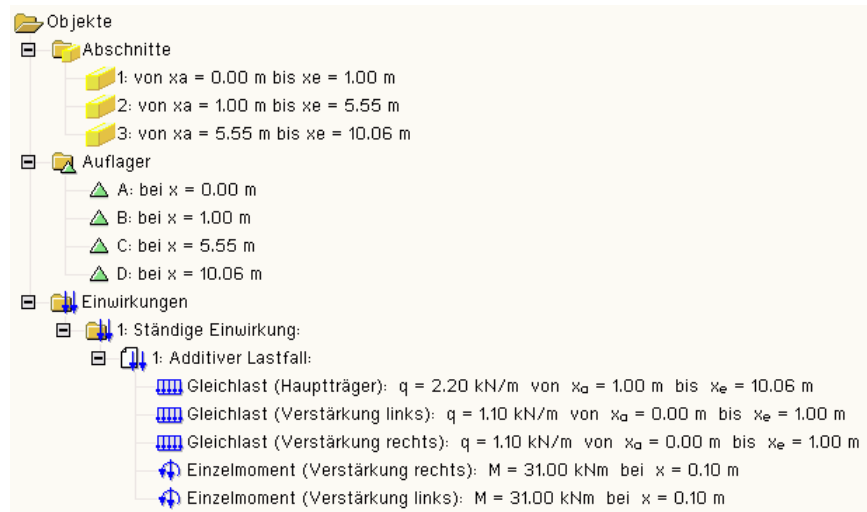 Objekte
Abschnitte
1: von xa = 0.00 m bis xe = 1.00 m
2: von xa = 1.00 m bis xe = 5.55 m
3: von xa = 5.55 m bis xe = 10.06 m
Auflager
A: bei x = 0.00 m
B: bei x = 1.00 m
C: bei x = 5.55 m
D: bei x = 10.06 m
Einwirkungen
1: Ständige Einwirkung:
1: Additiver Lastfall:
Gleichlast (Hauptträger): q = 2.20 kN/m von xa = 1.00 m bis xe = 10.06 m
Gleichlast (Verstärkung links): q = 1.10 kN/m von xa = 0.00 m bis xe = 1.00 m
Gleichlast (Verstärkung rechts): q = 1.10 kN/m von xa = 0.00 m bis xe = 1.00 m
Einzelmoment (Verstärkung rechts): M = 31.00 kNm bei x = 0.10 m
Einzelmoment (Verstärkung links): M = 31.00 kNm bei x = 0.10 m